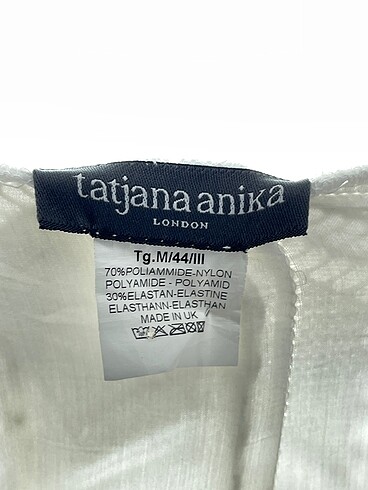 tatjana anika
LONDON
Tg.M/44/III
70%POLIAMMIDE-NYLON
POLYAMIDE - POLYAMID
30%ELASTAN-ELASTINE
ELASTHANN-ELASTHAN
MADE IN UK